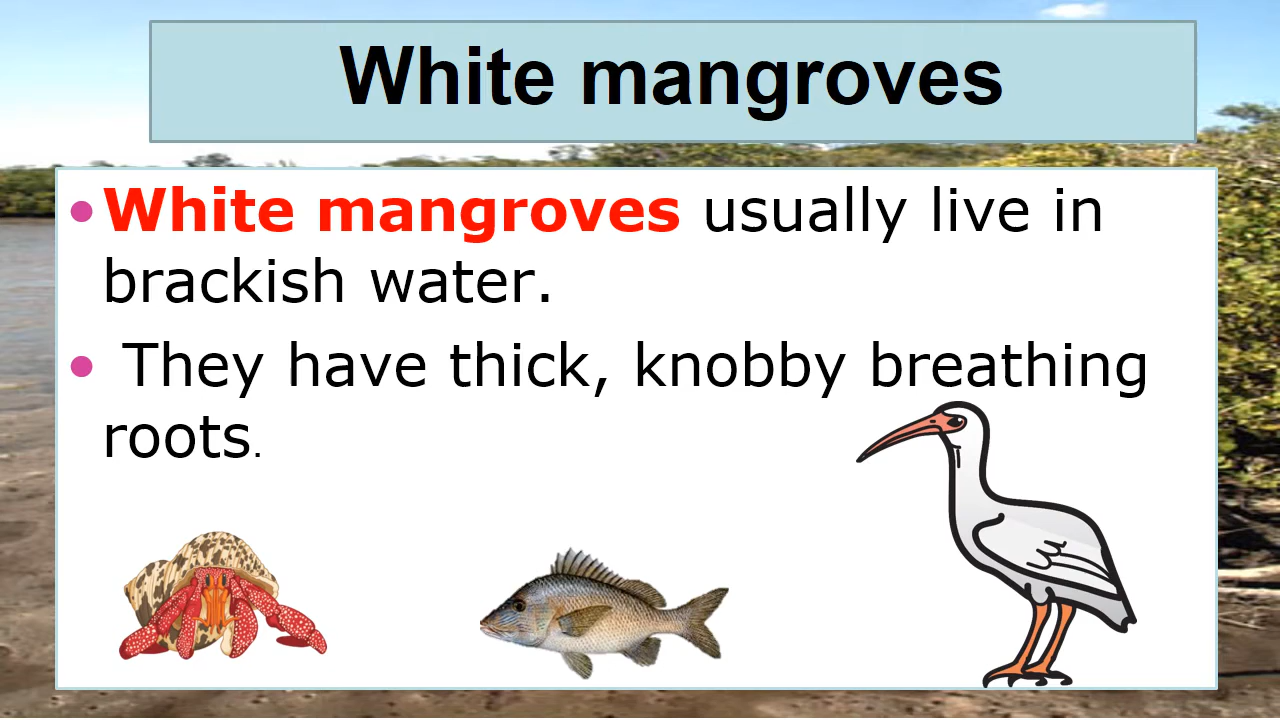 White mangroves
•White mangroves usually live in
brackish water.
• They have thick, knobby breathing
roots.